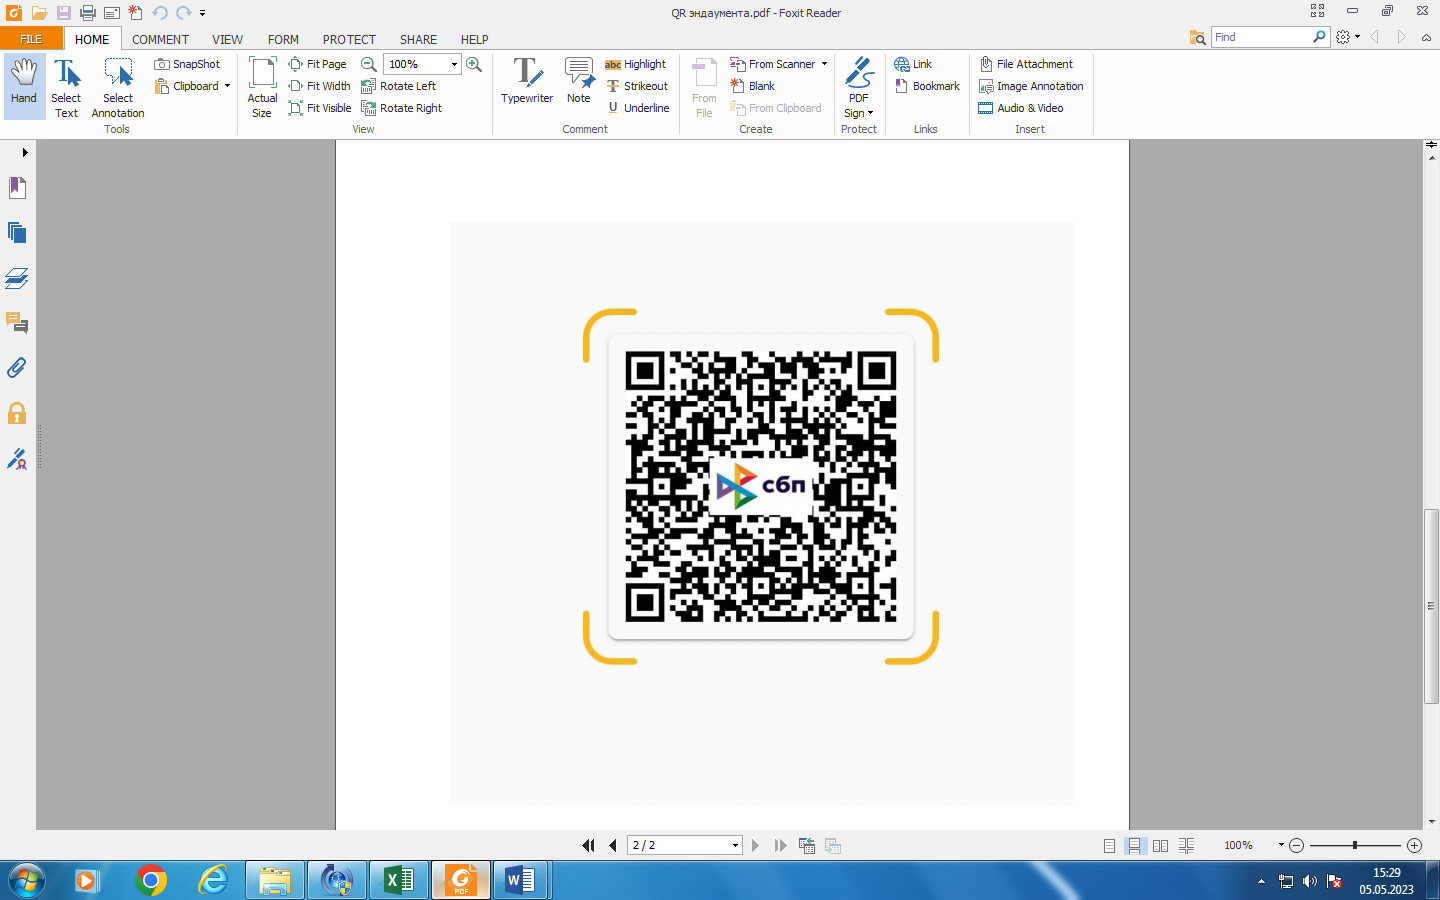 QR эндаумента.pdf - Foxit Reader
FILE
HOME
COMMENT
VIEW
FORM
PROTECT
SHARE
HELP
Find
Hand
Select
Text
Select
Annotation
SnapShot
Clipboard
Tools
Actual
Size
Fit Page
Fit Width
Fit Visible
100%
Rotate Left
Rotate Right
View
Typewriter
Note
abc Highlight
T Strikeout
U Underline
Comment
From
File
From Scanner
Blank
From Clipboard
Create
PDF
Sign
Protect
Link
Bookmark
Links
File Attachment
Image Annotation
Audio & Video
Insert
сбп
2 / 2
100%
PDF
15:29
05.05.2023